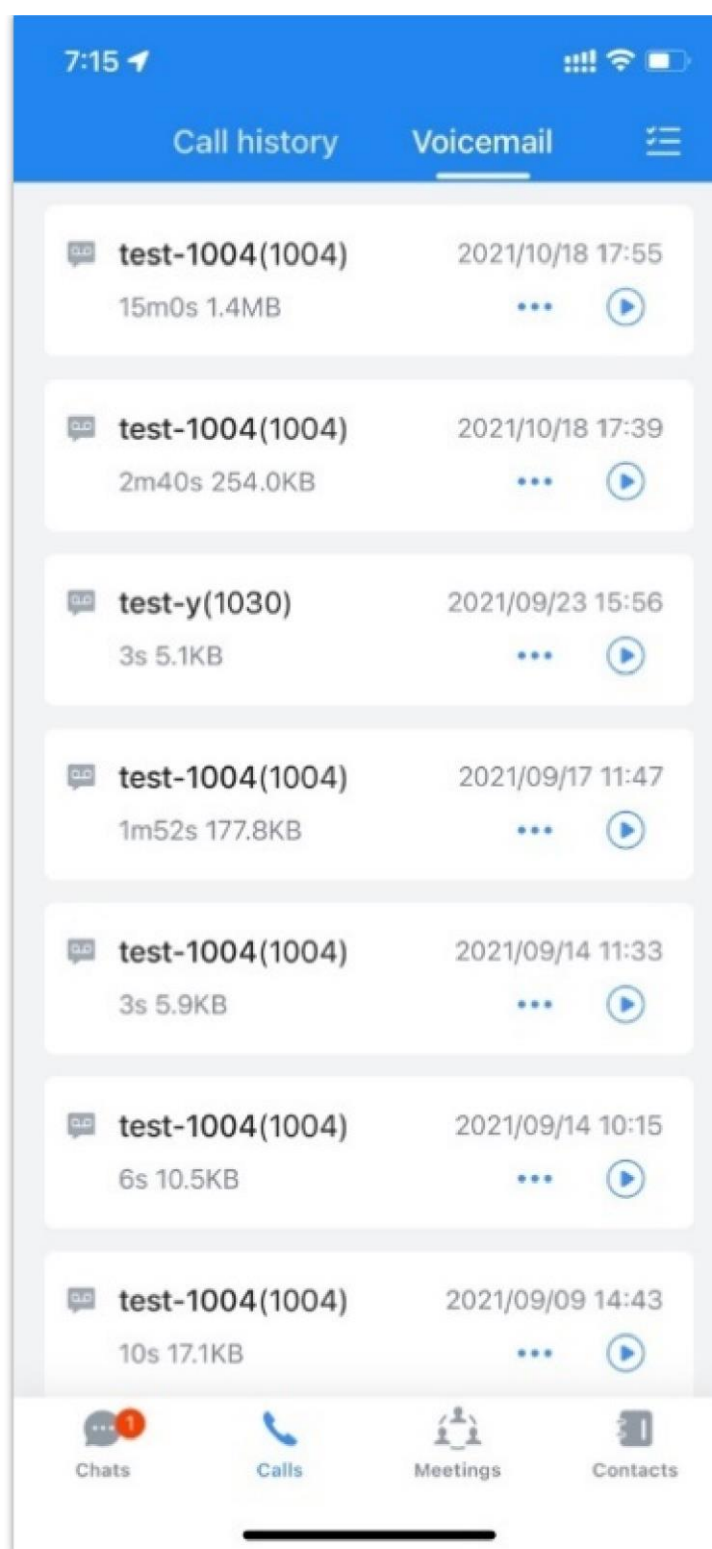 7:15
Call history Voicemail
test-1004(1004) 2021/10/18 17:55
15m0s 1.4MB
test-1004(1004) 2021/10/18 17:39
2m40s 254.0KB
test-y(1030) 2021/09/23 15:56
3s 5.1KB
test-1004(1004) 2021/09/17 11:47
1m52s 177.8KB
test-1004(1004) 2021/09/14 11:33
3s 5.9KB
test-1004(1004) 2021/09/14 10:15
6s 10.5KB
test-1004(1004) 2021/09/09 14:43
10s 17.1KB
1
Chats Calls Meetings Contacts